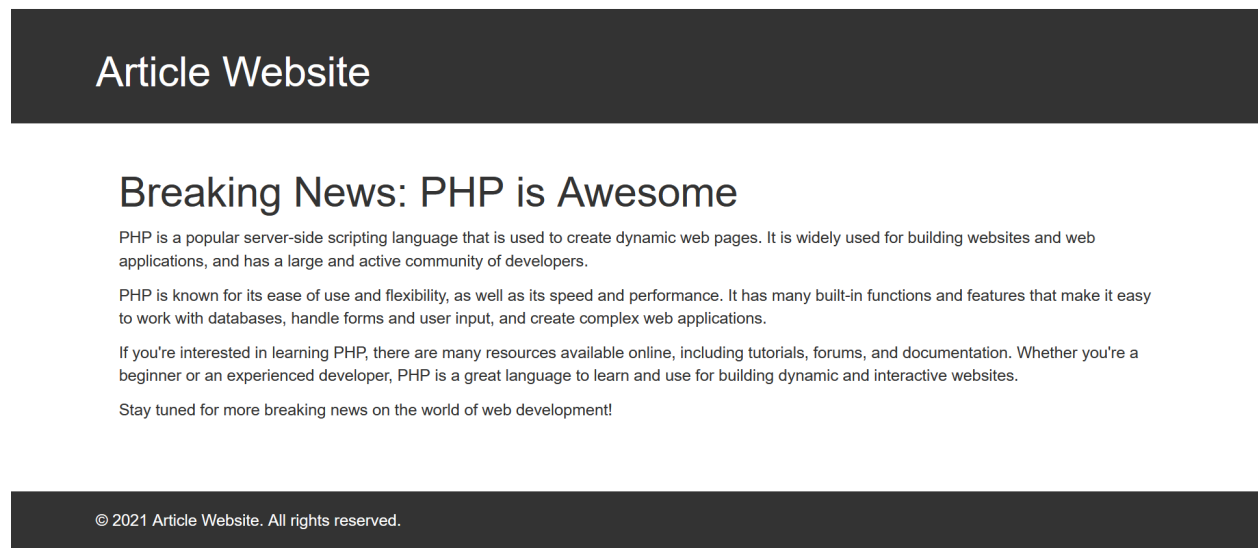 Article Website
Breaking News: PHP is Awesome
PHP is a popular server-side scripting language that is used to create dynamic web pages. It is widely used for building websites and web
applications, and has a large and active community of developers.
PHP is known for its ease of use and flexibility, as well as its speed and performance. It has many built-in functions and features that make it easy
to work with databases, handle forms and user input, and create complex web applications.
If you're interested in learning PHP, there are many resources available online, including tutorials, forums, and documentation. Whether you're a
beginner or an experienced developer, PHP is a great language to learn and use for building dynamic and interactive websites.
Stay tuned for more breaking news on the world of web development!
© 2021 Article Website. All rights reserved.